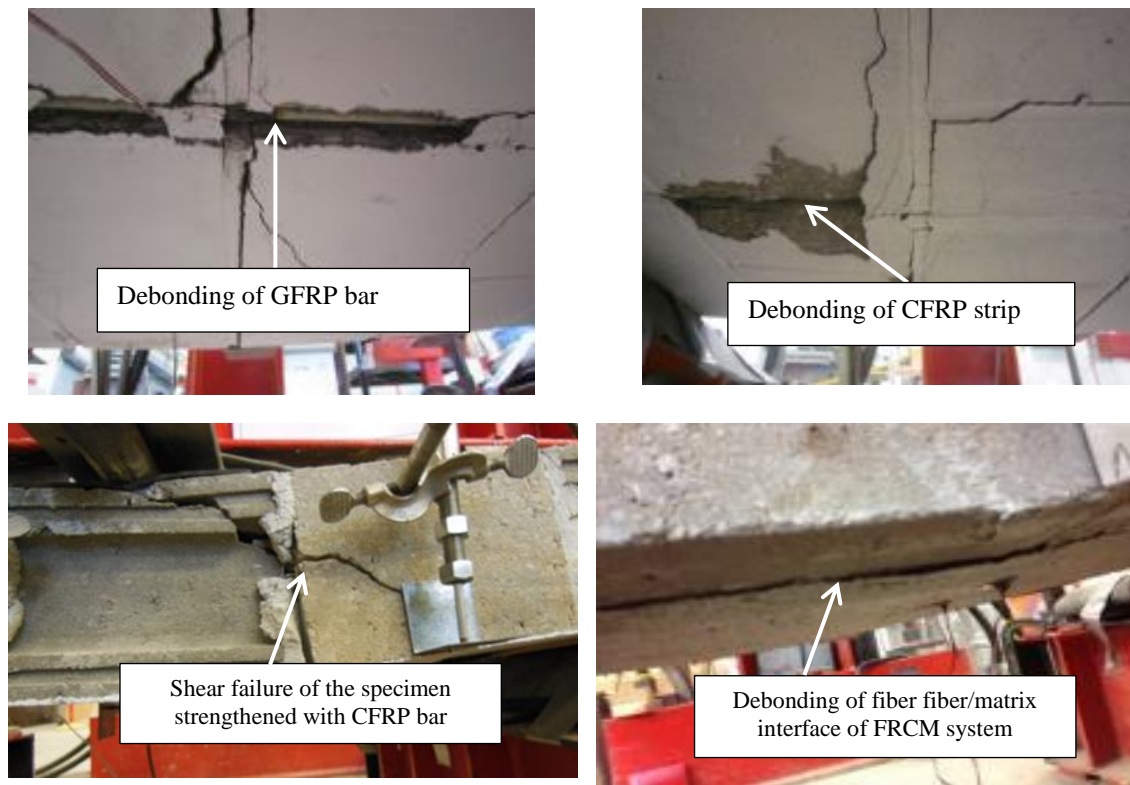 Debonding of GFRP bar
Debonding of CFRP strip
Shear failure of the specimen
strengthened with CFRP bar
Debonding of fiber fiber/matrix
interface of FRCM system